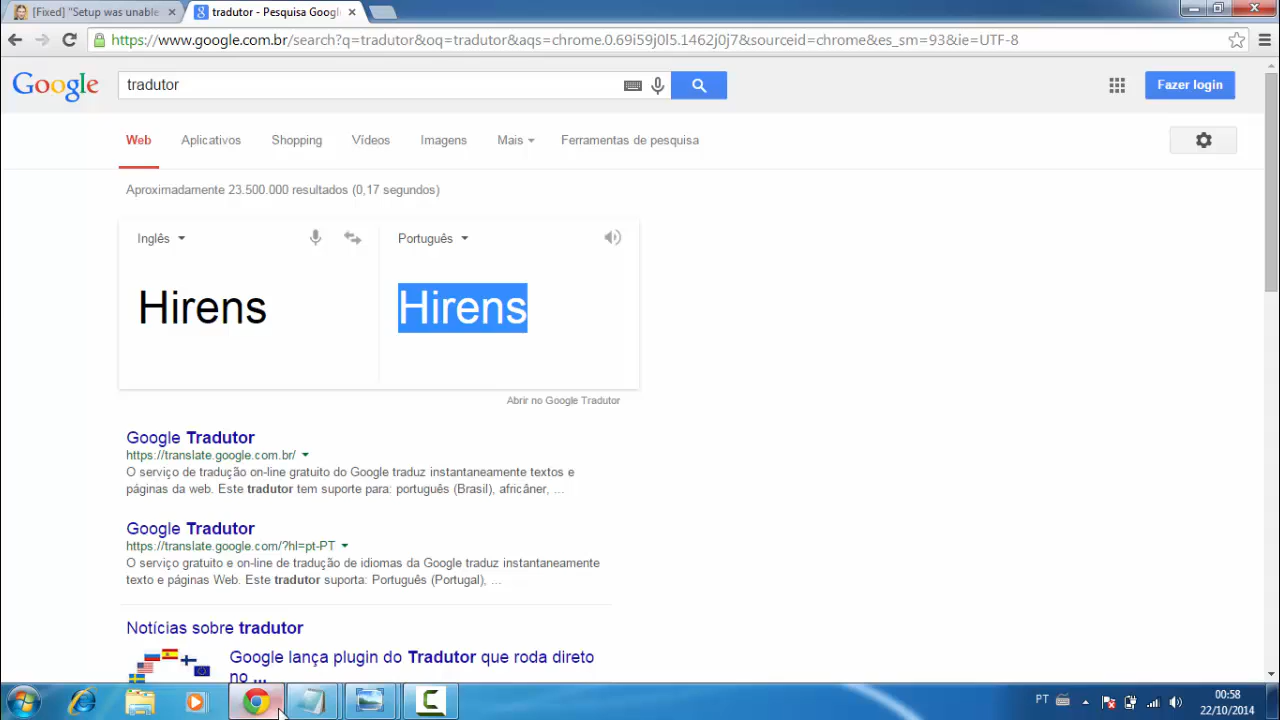 [Fixed] "Setup was unable
tradutor - Pesquisa Googl
https://www.google.com.br/search?q=tradutor&oq=tradutor&aqs=chrome.0.69i59j0l5.1462j0j7&sourceid=chrome&es_sm=93&ie=UTF-8
Google
tradutor
Fazer login
Web Aplicativos Shopping Vídeos Imagens Mais Ferramentas de pesquisa
Aproximadamente 23.500.000 resultados (0,17 segundos)
Inglês Português
Hirens Hirens
Abrir no Google Tradutor
Google Tradutor
https://translate.google.com.br/
O serviço de tradução on-line gratuito do Google traduz instantaneamente textos e
páginas da web. Este tradutor tem suporte para: português (Brasil), africâner, ...
Google Tradutor
https://translate.google.com/?hl=pt-PT
O serviço gratuito e on-line de tradução de idiomas da Google traduz instantaneamente
texto e páginas Web. Este tradutor suporta: Português (Portugal), ...
Notícias sobre tradutor
Google lança plugin do Tradutor que roda direto
no ...
PT
00:58
22/10/2014